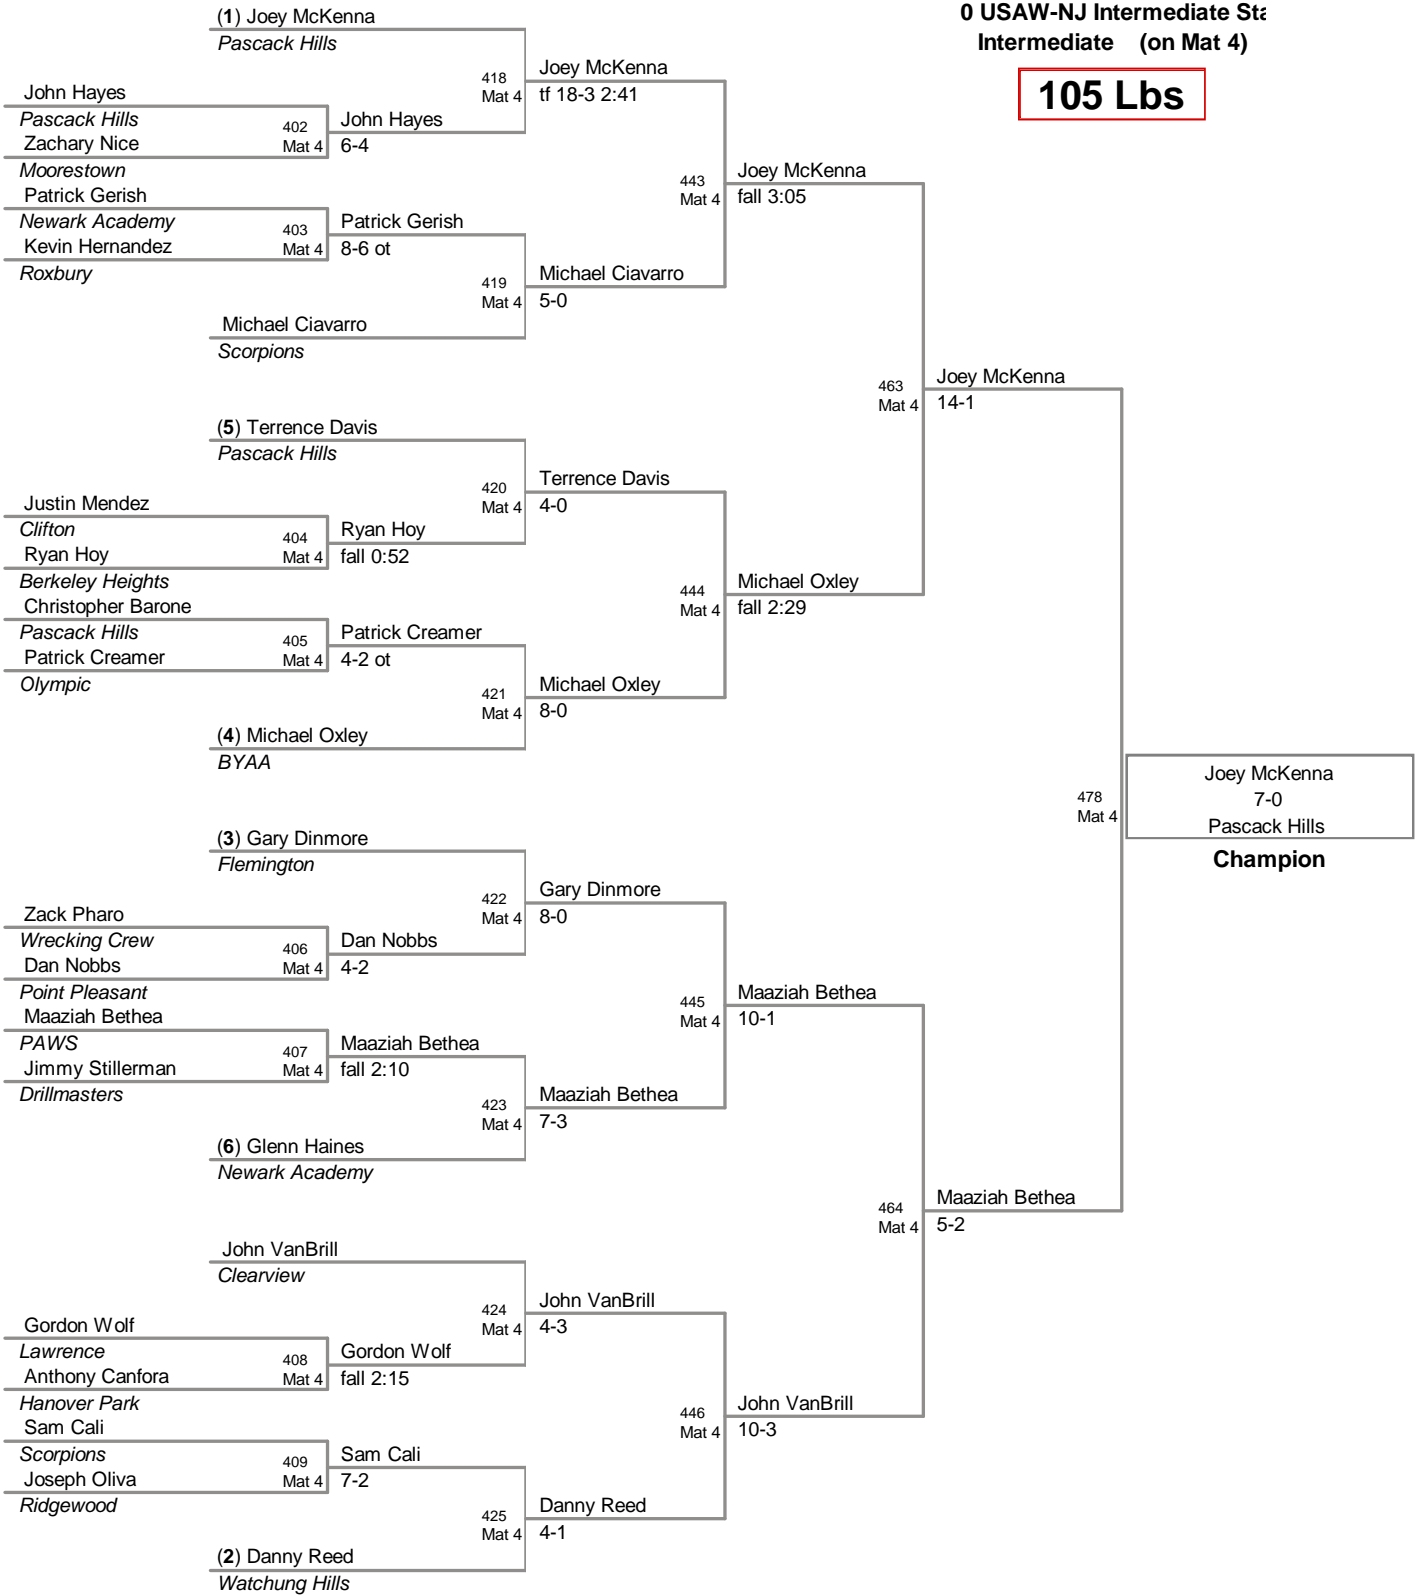 0 USAW-NJ Intermediate Sta
Intermediate (on Mat 4)
105 Lbs
(1) Joey McKenna
Pascack Hills
418
Mat 4
Joey McKenna
tf 18-3 2:41
John Hayes
Pascack Hills
402
Mat 4
John Hayes
6-4
Zachary Nice
Moorestown
443
Mat 4
Joey McKenna
fall 3:05
Patrick Gerish
Newark Academy
403
Mat 4
Patrick Gerish
8-6 ot
Kevin Hernandez
Roxbury
419
Mat 4
Michael Ciavarro
5-0
Michael Ciavarro
Scorpions
463
Mat 4
Joey McKenna
14-1
(5) Terrence Davis
Pascack Hills
420
Mat 4
Terrence Davis
4-0
Justin Mendez
Clifton
404
Mat 4
Ryan Hoy
fall 0:52
Ryan Hoy
Berkeley Heights
444
Mat 4
Michael Oxley
fall 2:29
Christopher Barone
Pascack Hills
405
Mat 4
Patrick Creamer
4-2 ot
Patrick Creamer
Olympic
421
Mat 4
Michael Oxley
8-0
(4) Michael Oxley
BYAA
478
Mat 4
Joey McKenna
7-0
Pascack Hills
Champion
(3) Gary Dinmore
Flemington
422
Mat 4
Gary Dinmore
8-0
Zack Pharo
Wrecking Crew
406
Mat 4
Dan Nobbs
4-2
Dan Nobbs
Point Pleasant
445
Mat 4
Maaziah Bethea
10-1
Maaziah Bethea
PAWS
407
Mat 4
Maaziah Bethea
fall 2:10
Jimmy Stillerman
Drillmasters
423
Mat 4
Maaziah Bethea
7-3
(6) Glenn Haines
Newark Academy
464
Mat 4
Maaziah Bethea
5-2
John VanBrill
Clearview
424
Mat 4
John VanBrill
4-3
Gordon Wolf
Lawrence
408
Mat 4
Gordon Wolf
fall 2:15
Anthony Canfora
Hanover Park
446
Mat 4
John VanBrill
10-3
Sam Cali
Scorpions
409
Mat 4
Sam Cali
7-2
Joseph Oliva
Ridgewood
425
Mat 4
Danny Reed
4-1
(2) Danny Reed
Watchung Hills